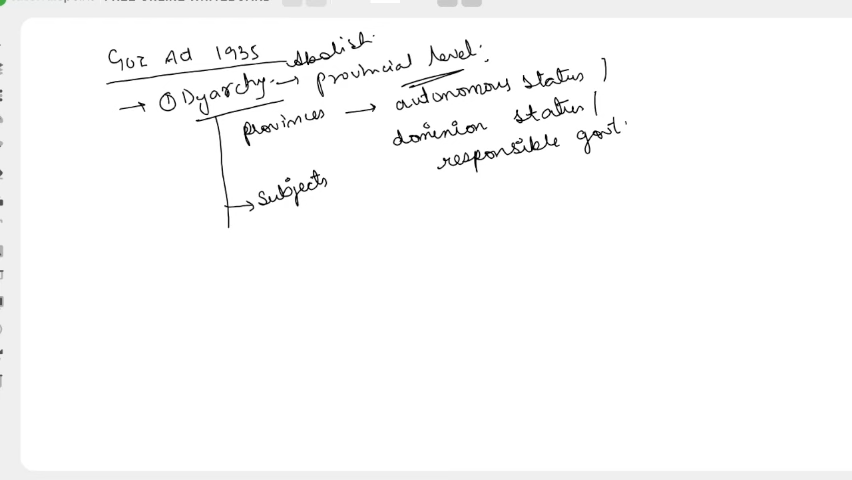 GOI Act 1935
Abolish.
→ ① Dyarchy → provincial level:
provinces → autonomous status /
dominion status /
responsible govt.
→ Subjects